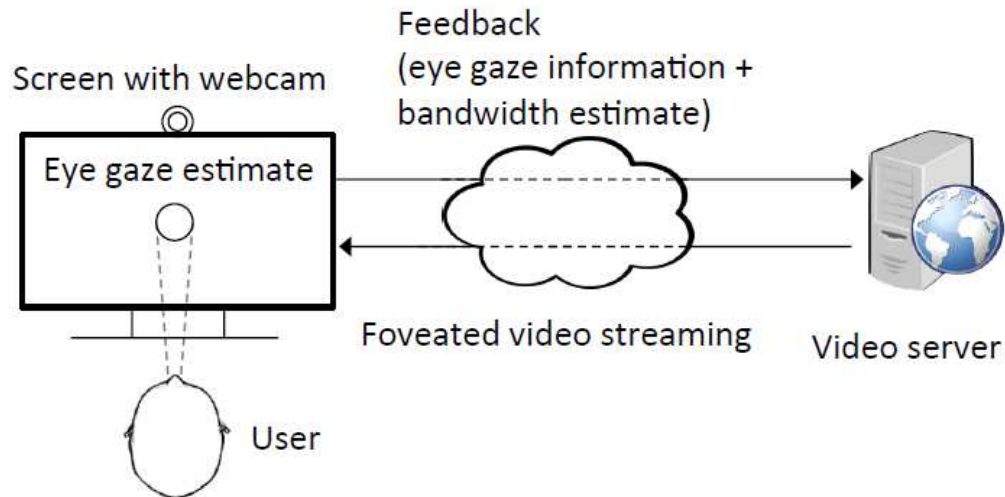 Feedback
(eye gaze information +
bandwidth estimate)
Screen with webcam
Eye gaze estimate
Foveated video streaming
Video server
User